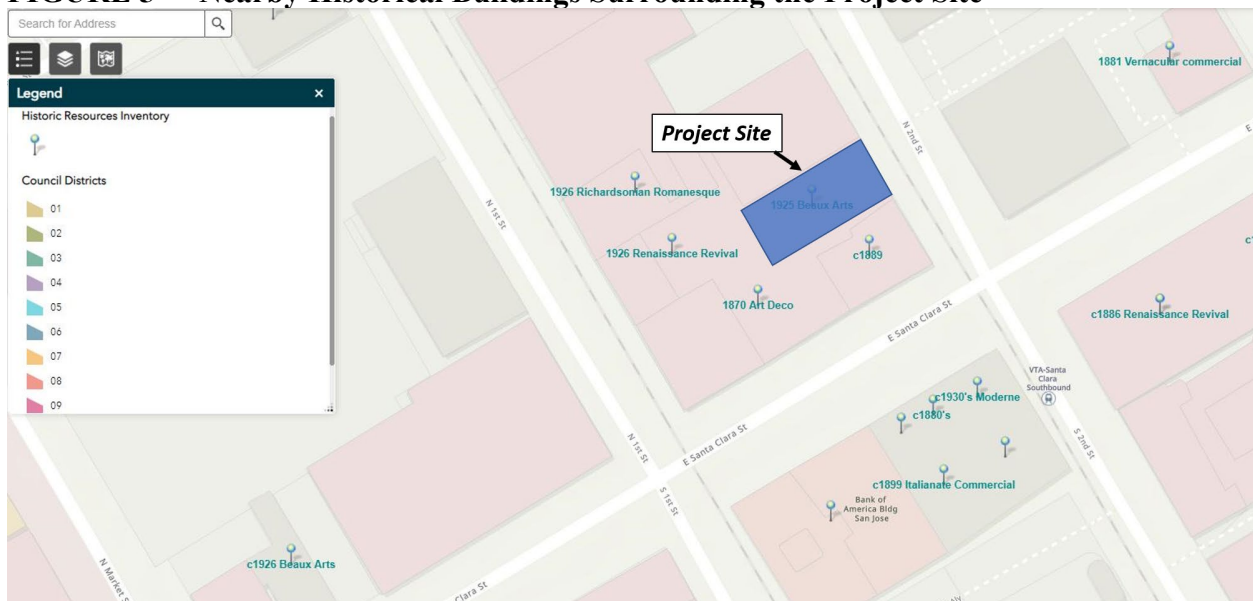 Nearby Historical Buildings Surrounding the Project Site
Search for Address
Legend
×
Historic Resources Inventory
Council Districts
01
02
03
04
05
06
07
08
09
1881 Vernacular commercial
Project Site
N 2nd St
1926 Richardsonian Romanesque
1925 Beaux Arts
N 1st St
1926 Renaissance Revival
c1889
1870 Art Deco
E Santa Clara St
c1886 Renaissance Revival
VTA-Santa
Clara
Southbound
c1930's Moderne
c1880's
S 2nd St
N 1st St
E Santa Clara St
c1899 Italianate Commercial
S 1st St
Bank of
America Bldg
San Jose
c1926 Beaux Arts
N Market S
Clara St